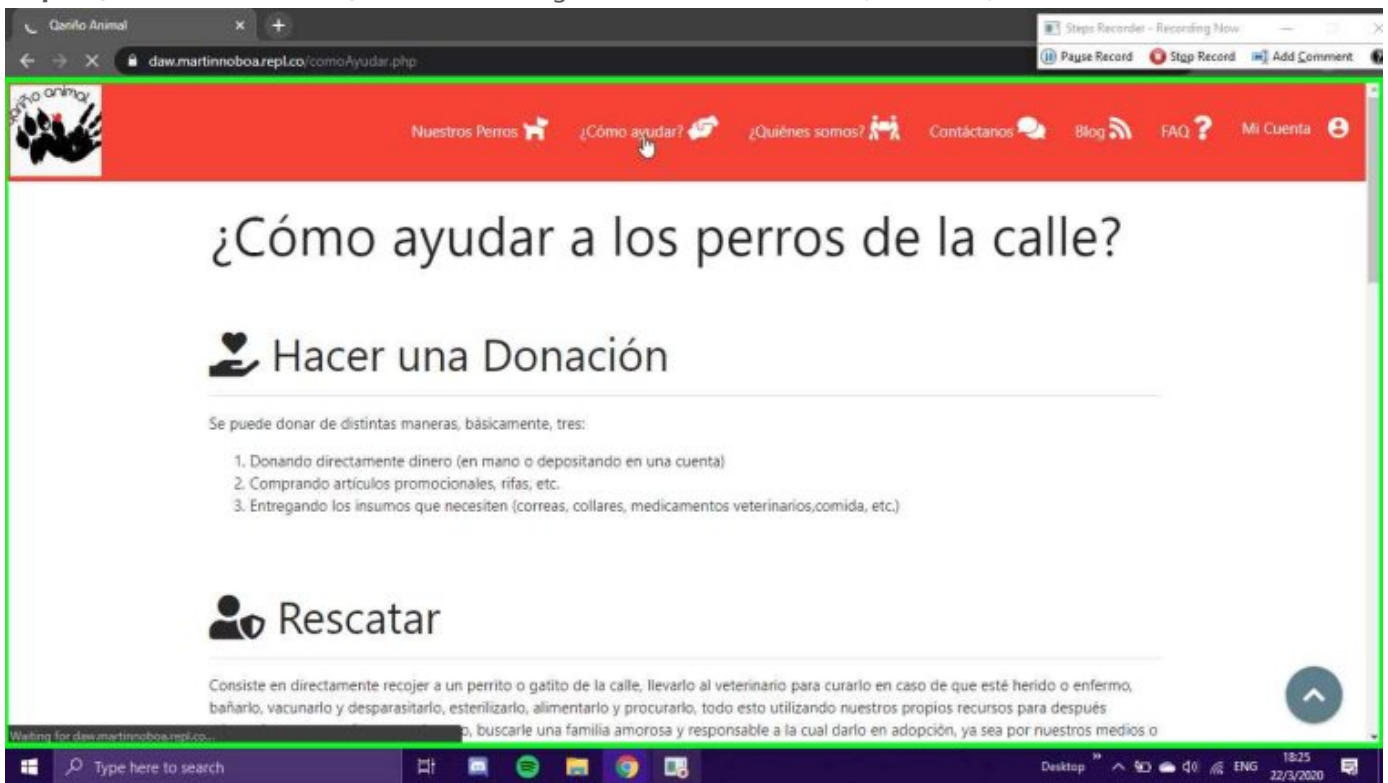 Qariño Animal
Steps Recorder - Recording Now
daw.martinnoboa.repl.co/comoAyudar.php
Pause Record Stop Record Add Comment
Nuestros Perros ¿Cómo ayudar? ¿Quiénes somos? Contáctanos Blog FAQ Mi Cuenta
¿Cómo ayudar a los perros de la calle?
Hacer una Donación
Se puede donar de distintas maneras, básicamente, tres:
1. Donando directamente dinero (en mano o depositando en una cuenta)
2. Comprando artículos promocionales, rifas, etc.
3. Entregando los insumos que necesiten (correas, collares, medicamentos veterinarios,comida, etc.)
Rescatar
Consiste en directamente recojer a un perrito o gatito de la calle, llevarlo al veterinario para curarlo en caso de que esté herido o enfermo,
bañarlo, vacunarlo y desparasitarlo, esterilizarlo, alimentarlo y procurarlo, todo esto utilizando nuestros propios recursos para después
buscarle una familia amorosa y responsable a la cual darlo en adopción, ya sea por nuestros medios o
Waiting for daw.martinnoboa.repl.co...
Type here to search
Desktop ENG 18:25
22/3/2020